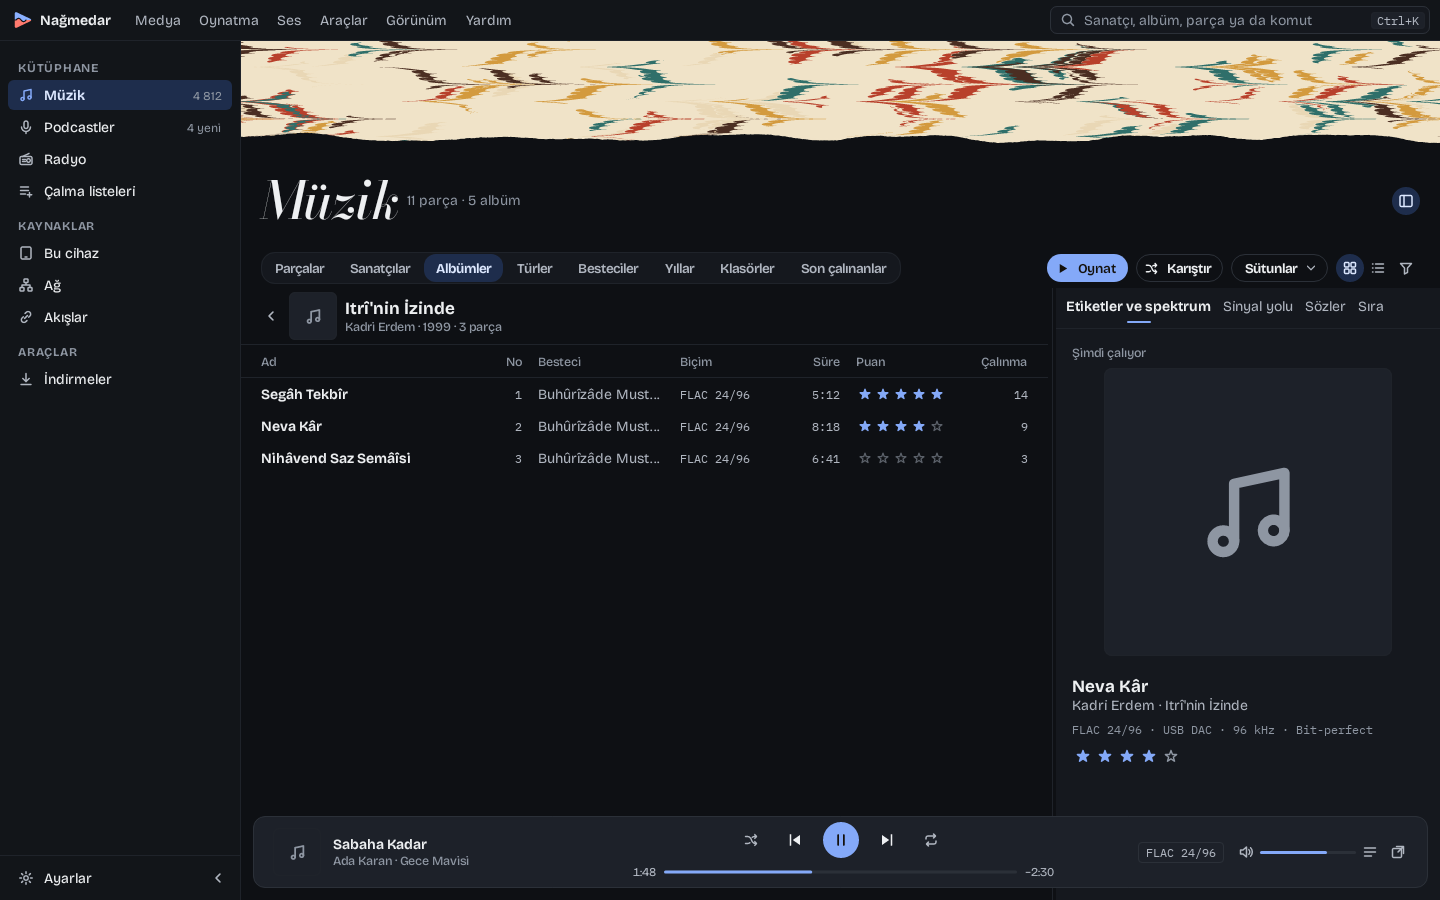 Nağmedar Medya Oynatma Ses Araçlar Görünüm Yardım Sanatçı, albüm, parça ya da komut Ctrl+K
KÜTÜPHANE
Müzik 4 812
Podcastler 4 yeni
Radyo
Çalma listeleri
KAYNAKLAR
Bu cihaz
Ağ
Akışlar
ARAÇLAR
İndirmeler
Ayarlar
Müzik 11 parça · 5 albüm
Parçalar Sanatçılar Albümler Türler Besteciler Yıllar Klasörler Son çalınanlar
Oynat Karıştır Sütunlar
Itrî'nin İzinde
Kadri Erdem · 1999 · 3 parça
Ad No Besteci Biçim Süre Puan Çalınma
Segâh Tekbîr 1 Buhûrîzâde Must... FLAC 24/96 5:12 14
Neva Kâr 2 Buhûrîzâde Must... FLAC 24/96 8:18 9
Nihâvend Saz Semâîsi 3 Buhûrîzâde Must... FLAC 24/96 6:41 3
Etiketler ve spektrum Sinyal yolu Sözler Sıra
Şimdi çalıyor
Neva Kâr
Kadri Erdem · Itrî'nin İzinde
FLAC 24/96 · USB DAC · 96 kHz · Bit-perfect
Sabaha Kadar
Ada Karan · Gece Mavisi
1:48 -2:30
FLAC 24/96